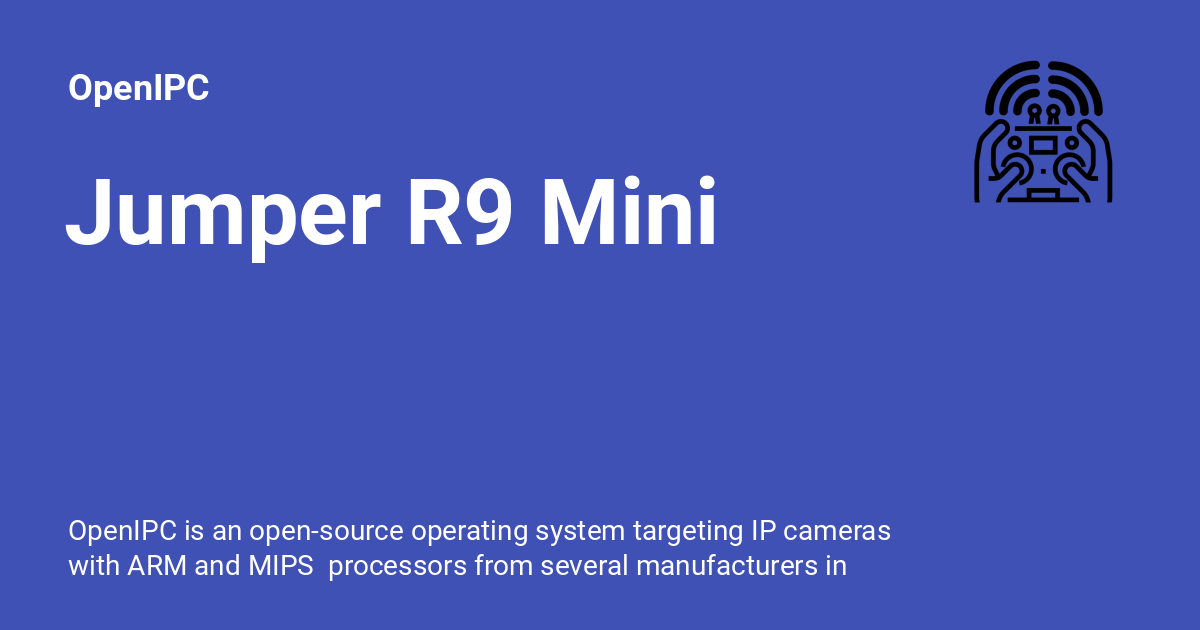 OpenIPC
Jumper R9 Mini
OpenIPC is an open-source operating system targeting IP cameras
with ARM and MIPS  processors from several manufacturers in